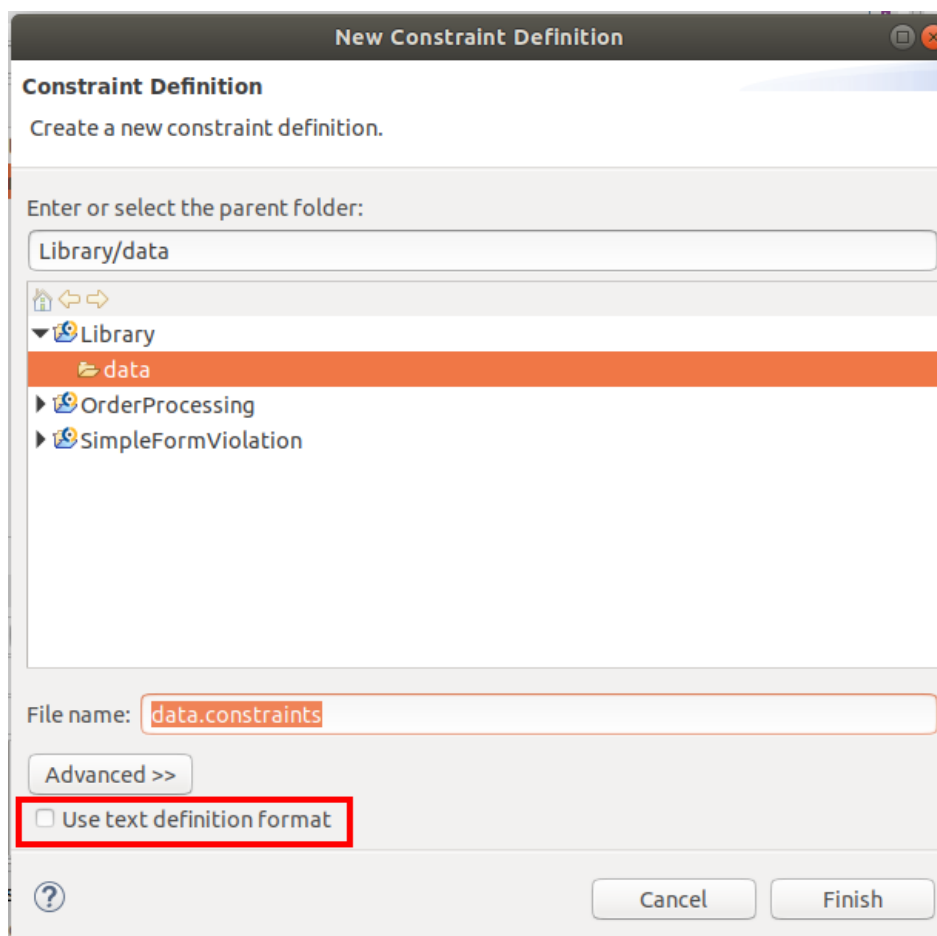 New Constraint Definition
Constraint Definition
Create a new constraint definition.
Enter or select the parent folder:
Library/data
Library
data
OrderProcessing
SimpleFormViolation
File name: data.constraints
Advanced >>
Use text definition format
? Cancel Finish